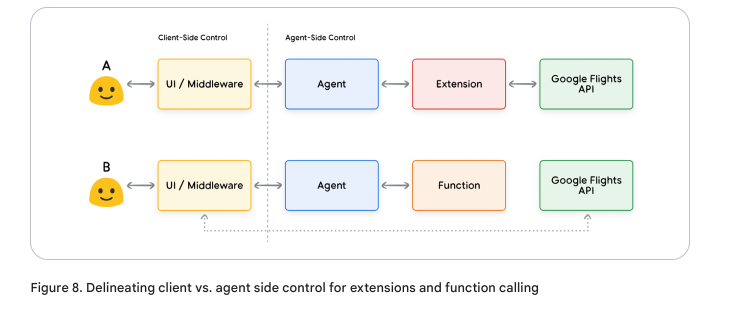 Client-Side Control
Agent-Side Control
A
UI / Middleware
Agent
Extension
Google Flights
API
B
UI / Middleware
Agent
Function
Google Flights
API
Figure 8. Delineating client vs. agent side control for extensions and function calling